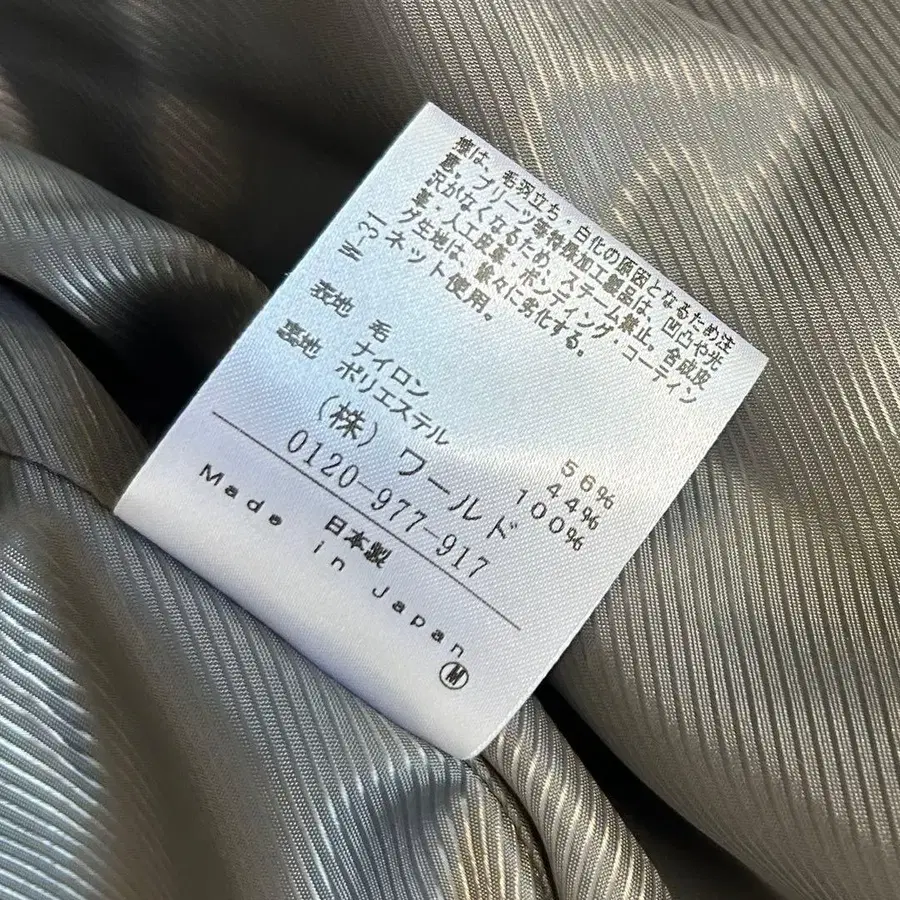 擦は、毛羽立ち・白化の原因となるため注
意。プリーツ等特殊加工製品は、凹凸や光
沢がなくなるため、スチーム禁止。合成皮
革・人工皮革・ボンディング・コーティン
グ生地は、徐々に劣化する。
ネット使用。
W-31
表地 毛 56%
ナイロン 44%
裏地 ポリエステル 100%
(株)ワールド
0120-977-917
日本製
Made in Japan
M